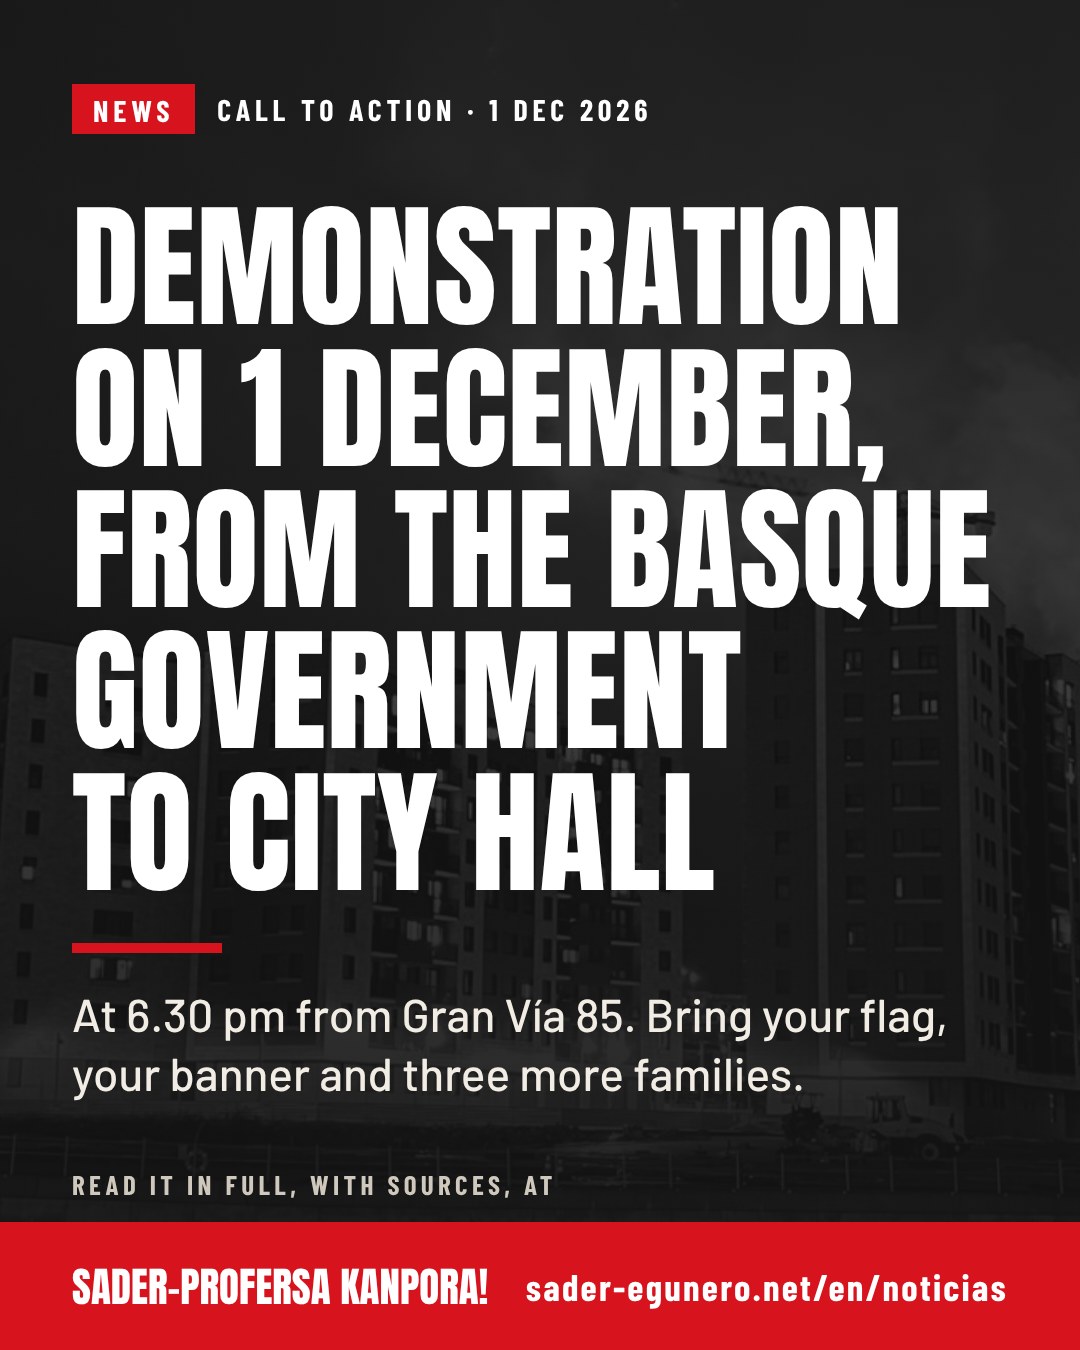 NEWS CALL TO ACTION · 1 DEC 2026
DEMONSTRATION
ON 1 DECEMBER,
FROM THE BASQUE
GOVERNMENT
TO CITY HALL
At 6.30 pm from Gran Vía 85. Bring your flag,
your banner and three more families.
READ IT IN FULL, WITH SOURCES, AT
SADER-PROFERSA KANPORA! sader-egunero.net/en/noticias